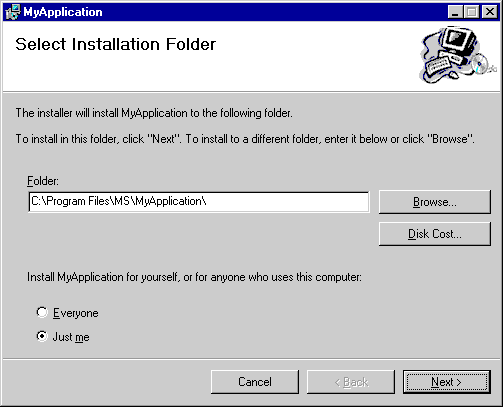 MyApplication
Select Installation Folder
The installer will install MyApplication to the following folder.
To install in this folder, click "Next". To install to a different folder, enter it below or click "Browse".
Folder:
C:\Program Files\MS\MyApplication\
Browse...
Disk Cost...
Install MyApplication for yourself, or for anyone who uses this computer:
Everyone
Just me
Cancel
< Back
Next >